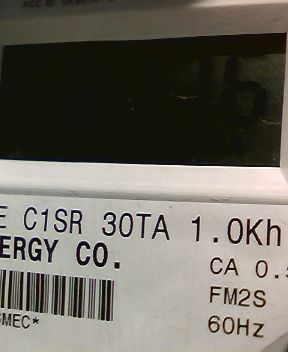 E C1SR 30TA 1.0Kh
ERGY CO.
CA 0.5
FM2S
MEC*
60Hz